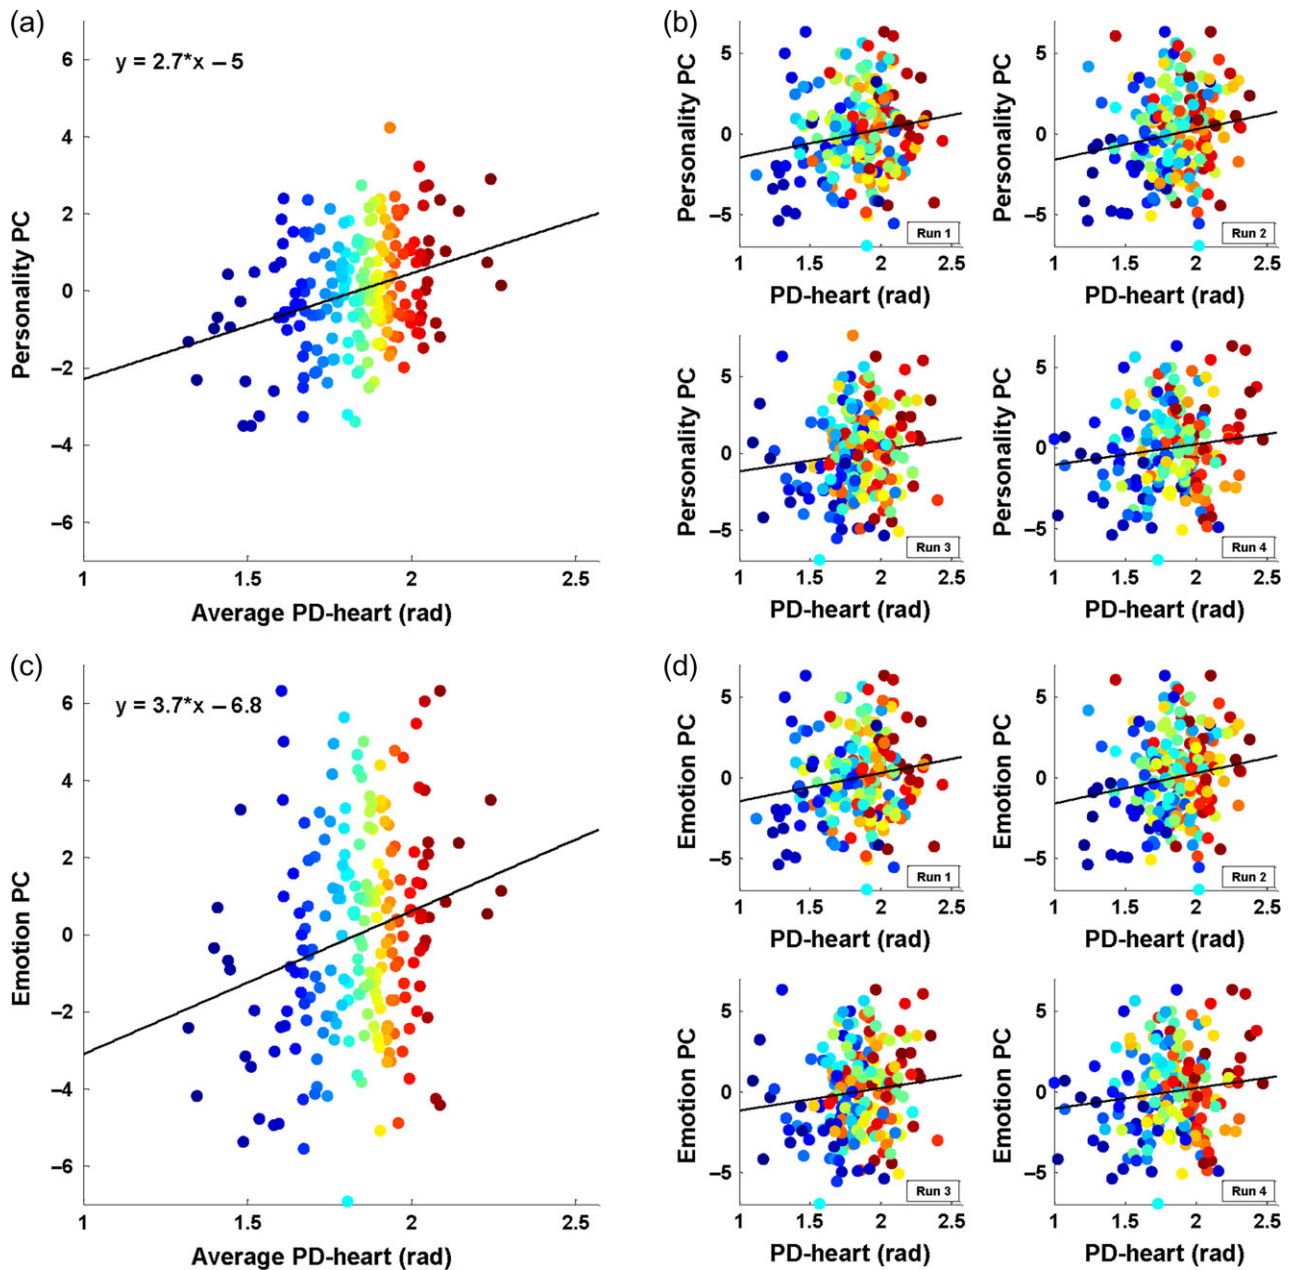 (a)
y = 2.7*x – 5
Personality PC
6
4
2
0
–2
–4
–6
1
1.5
2
2.5
Average PD-heart (rad)
(b)
Personality PC
5
0
–5
Run 1
1
1.5
2
2.5
PD-heart (rad)
Personality PC
5
0
–5
Run 2
1
1.5
2
2.5
PD-heart (rad)
Personality PC
5
0
–5
Run 3
1
1.5
2
2.5
PD-heart (rad)
Personality PC
5
0
–5
Run 4
1
1.5
2
2.5
PD-heart (rad)
(c)
y = 3.7*x – 6.8
Emotion PC
6
4
2
0
–2
–4
–6
1
1.5
2
2.5
Average PD-heart (rad)
(d)
Emotion PC
5
0
–5
Run 1
1
1.5
2
2.5
PD-heart (rad)
Emotion PC
5
0
–5
Run 2
1
1.5
2
2.5
PD-heart (rad)
Emotion PC
5
0
–5
Run 3
1
1.5
2
2.5
PD-heart (rad)
Emotion PC
5
0
–5
Run 4
1
1.5
2
2.5
PD-heart (rad)